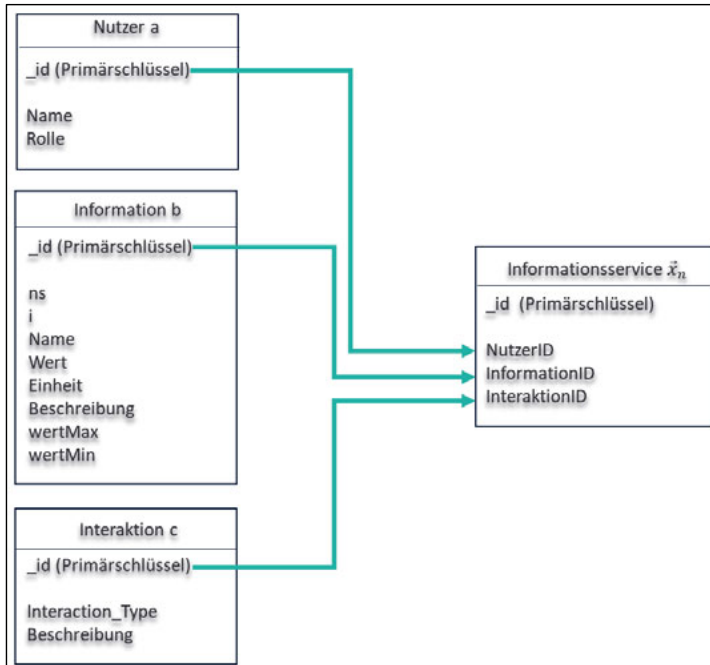 Nutzer a
_id (Primärschlüssel)
Name
Rolle
Information b
_id (Primärschlüssel)
ns
i
Name
Wert
Einheit
Beschreibung
wertMax
wertMin
Interaktion c
_id (Primärschlüssel)
Interaction_Type
Beschreibung
Informationsservice x⃗ₙ
_id (Primärschlüssel)
NutzerID
InformationID
InteraktionID